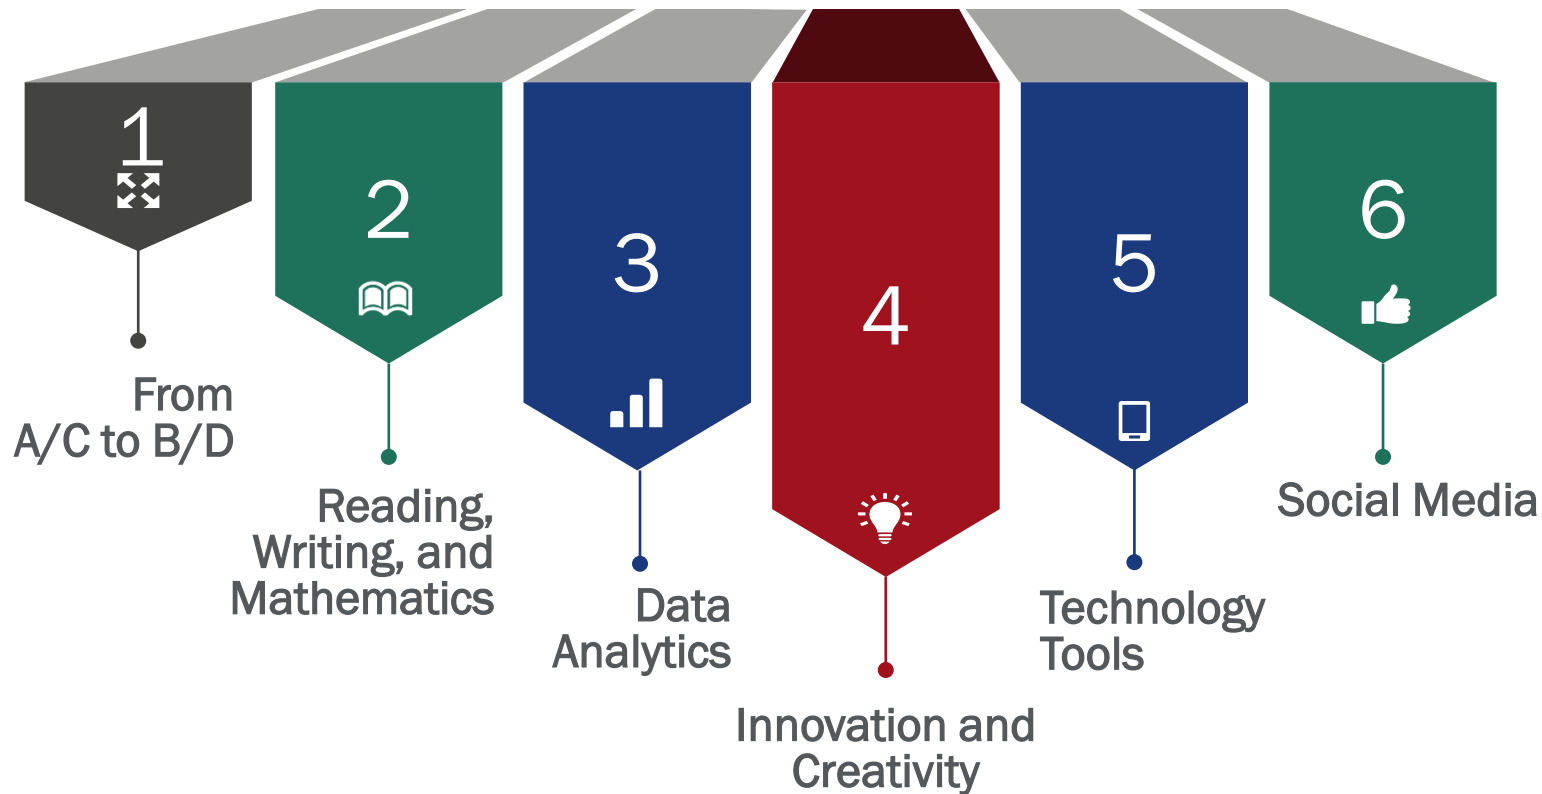 1
From
A/C to B/D
2
Reading,
Writing, and
Mathematics
3
Data
Analytics
4
Innovation and
Creativity
5
Technology
Tools
6
Social Media